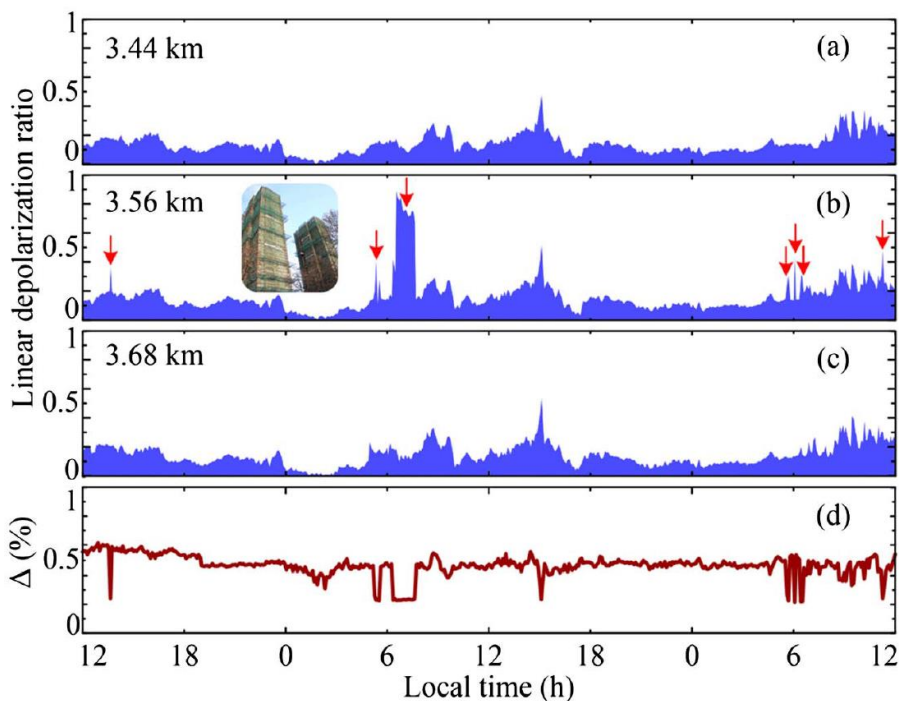 Linear depolarization ratio
1
0.5
0
3.44 km
(a)
1
0.5
0
3.56 km
(b)
1
0.5
0
3.68 km
(c)
Δ (%)
1
0.5
0
(d)
12 18 0 6 12 18 0 6 12
Local time (h)